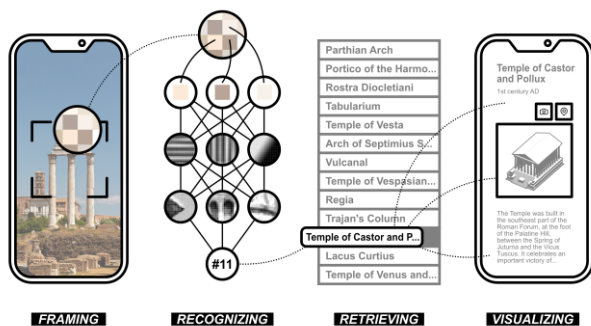 #11
Parthian Arch
Portico of the Harmo...
Rostra Diocletiani
Tabularium
Temple of Vesta
Arch of Septimius S...
Vulcanal
Temple of Vespasian...
Regia
Trajan's Column
Temple of Castor and P...
Lacus Curtius
Temple of Venus and...
Temple of Castor
and Pollux
1st century AD
The Temple was built in
the southeast part of the
Roman Forum, at the foot
of the Palatine Hill,
between the Spring of
Juturna and the Vicus
Tuscus. It celebrates an
important victory of...
FRAMING
RECOGNIZING
RETRIEVING
VISUALIZING